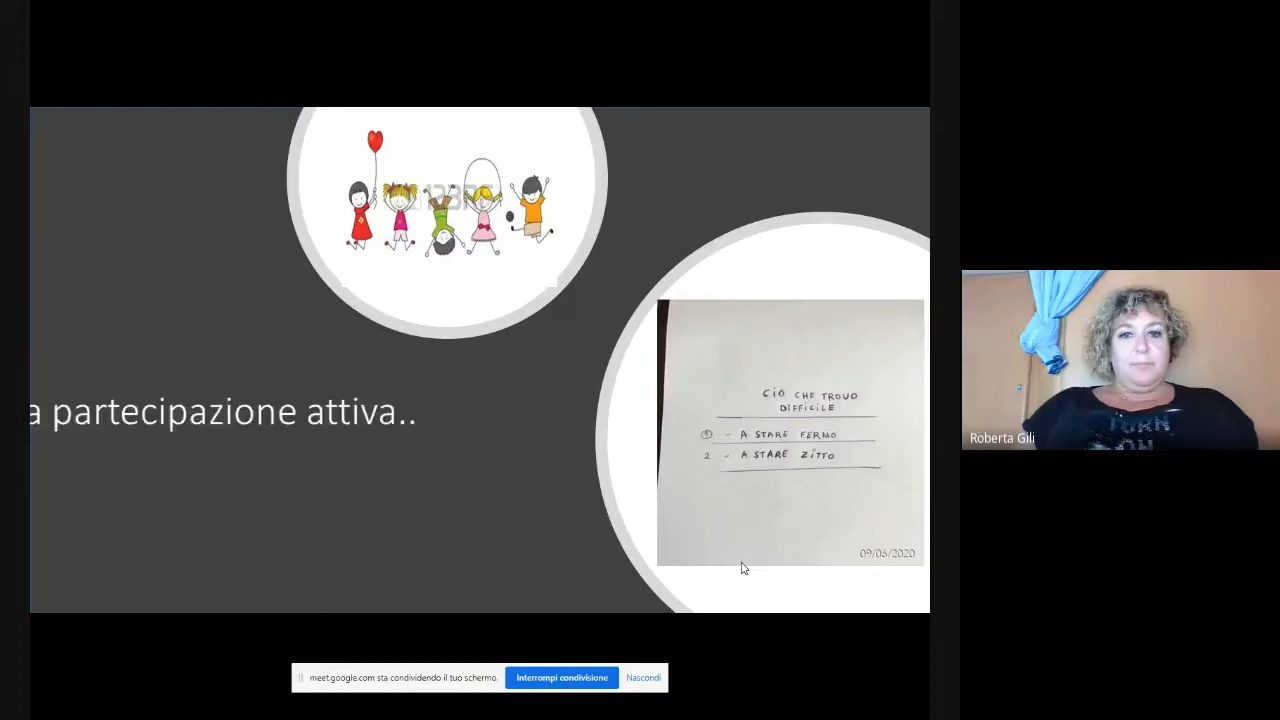 a partecipazione attiva..
CIÒ CHE TROVO
DIFFICILE
1 - A STARE FERMO
2 - A STARE ZITTO
09/06/2020
Roberta Gili
meet.google.com sta condividendo il tuo schermo.
Interrompi condivisione
Nascondi